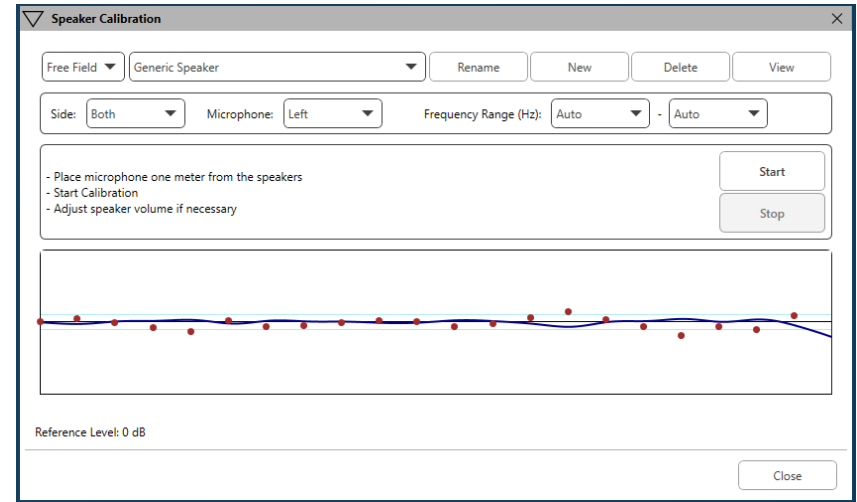 Speaker Calibration
Free Field Generic Speaker Rename New Delete View
Side: Both Microphone: Left Frequency Range (Hz): Auto - Auto
- Place microphone one meter from the speakers
- Start Calibration
- Adjust speaker volume if necessary
Start
Stop
Reference Level: 0 dB
Close